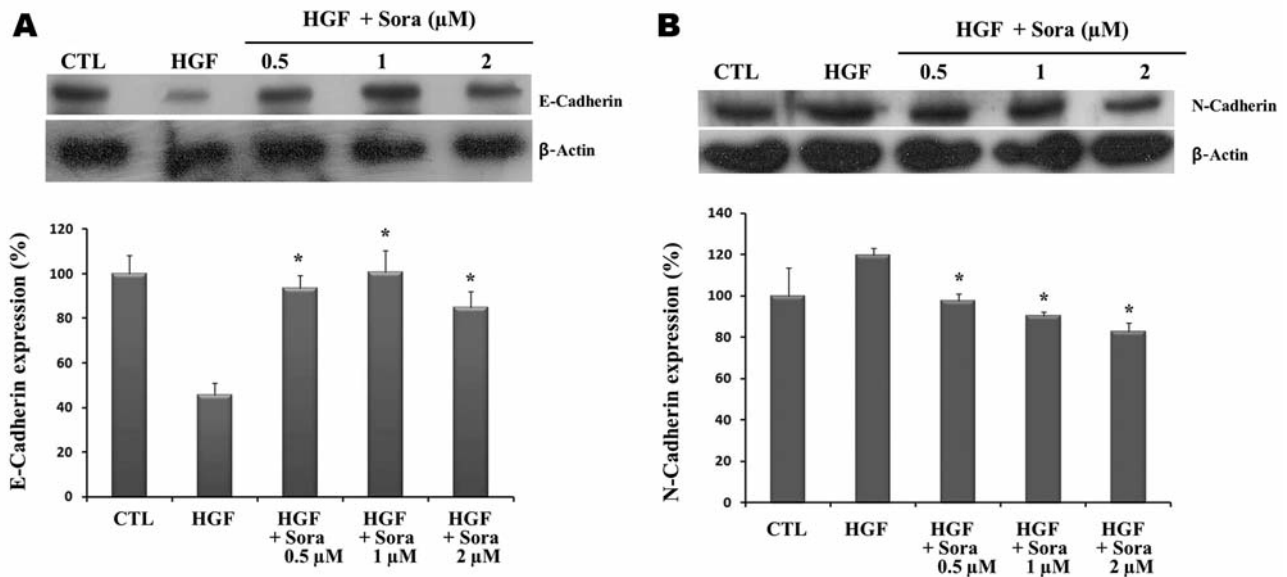 A
HGF + Sora (µM)
CTL HGF 0.5 1 2
E-Cadherin
β-Actin
E-Cadherin expression (%)
120
100
80
60
40
20
0
* * *
CTL HGF HGF HGF HGF
+ Sora + Sora + Sora
0.5 µM 1 µM 2 µM
B
HGF + Sora (µM)
CTL HGF 0.5 1 2
N-Cadherin
β-Actin
N-Cadherin expression (%)
140
120
100
80
60
40
20
0
* * *
CTL HGF HGF HGF HGF
+ Sora + Sora + Sora
0.5 µM 1 µM 2 µM